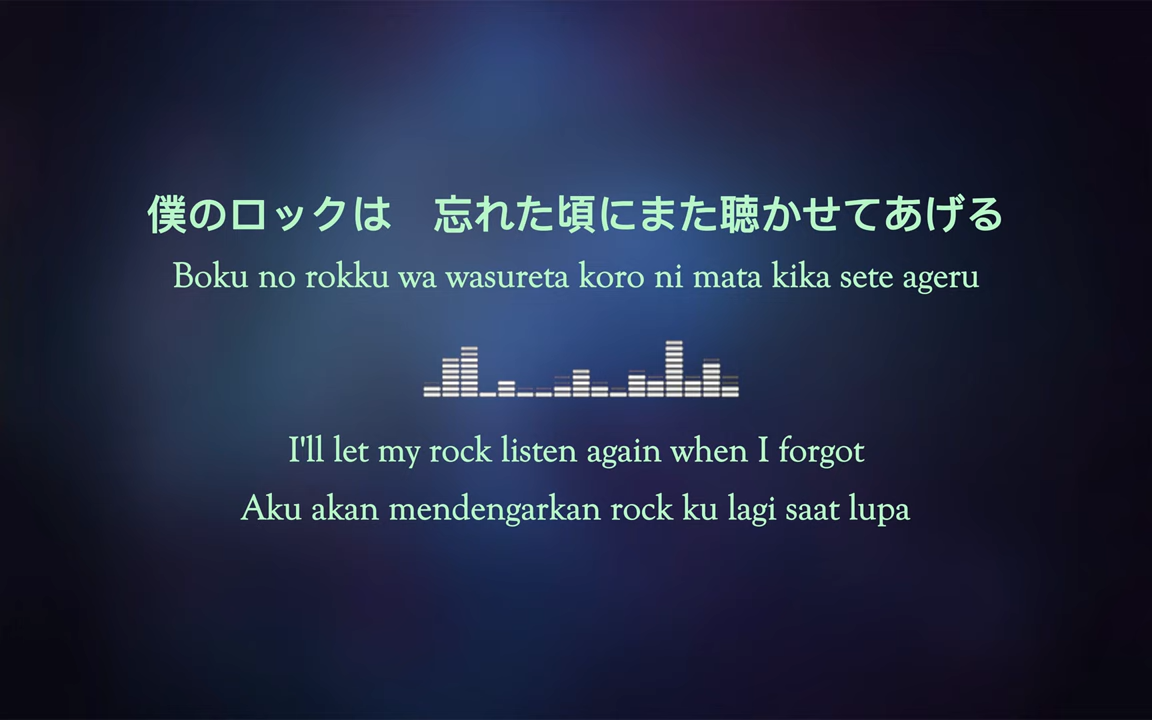 僕のロックは　忘れた頃にまた聴かせてあげる
Boku no rokku wa wasureta koro ni mata kika sete ageru
I'll let my rock listen again when I forgot
Aku akan mendengarkan rock ku lagi saat lupa